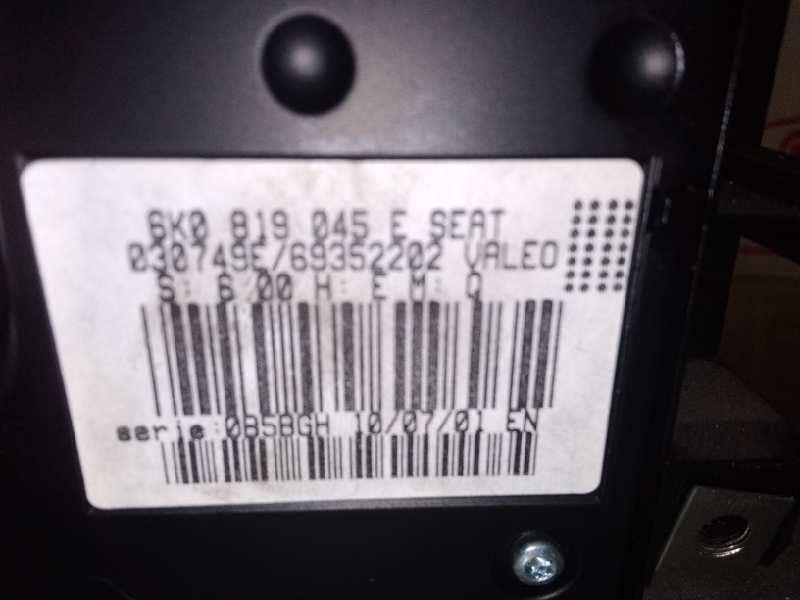 6K0 819 045 E SEAT
030749E/69352202 VALEO
S: 6/00 H: E M: Q
serie:0B5BGH 10/07/01 EN